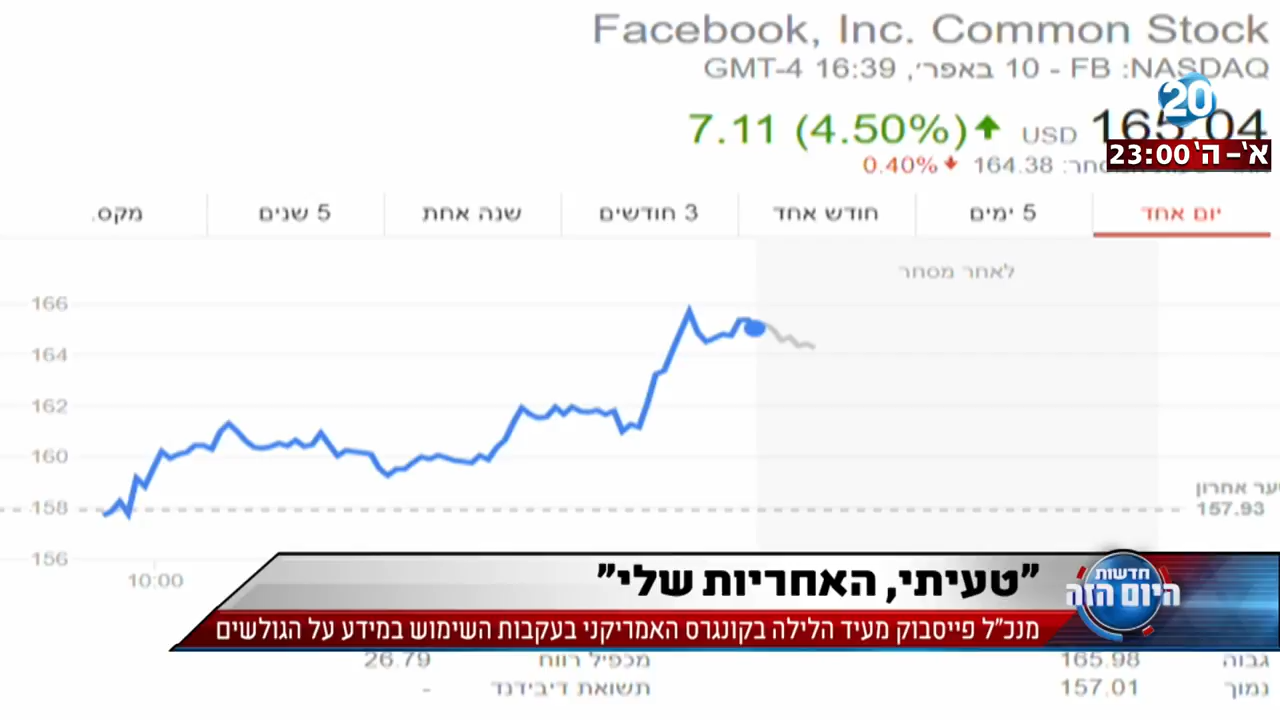 Facebook, Inc. Common Stock
GMT-4 16:39 ,'10 באפר - FB :NASDAQ
165.04 USD 7.11 (4.50%)
164.38 0.40%
20
א'-ה' 23:00
יום אחד
5 ימים
חודש אחד
3 חודשים
שנה אחת
5 שנים
מקס.
לאחר מסחר
166
164
162
160
158
156
אחרון
157.93
10:00
"טעיתי, האחריות שלי"
חדשות
היום הזה
מנכ"ל פייסבוק מעיד הלילה בקונגרס האמריקני בעקבות השימוש במידע על הגולשים
גבוה 165.98
מכפיל רווח 26.79
נמוך 157.01
תשואת דיבידנד -